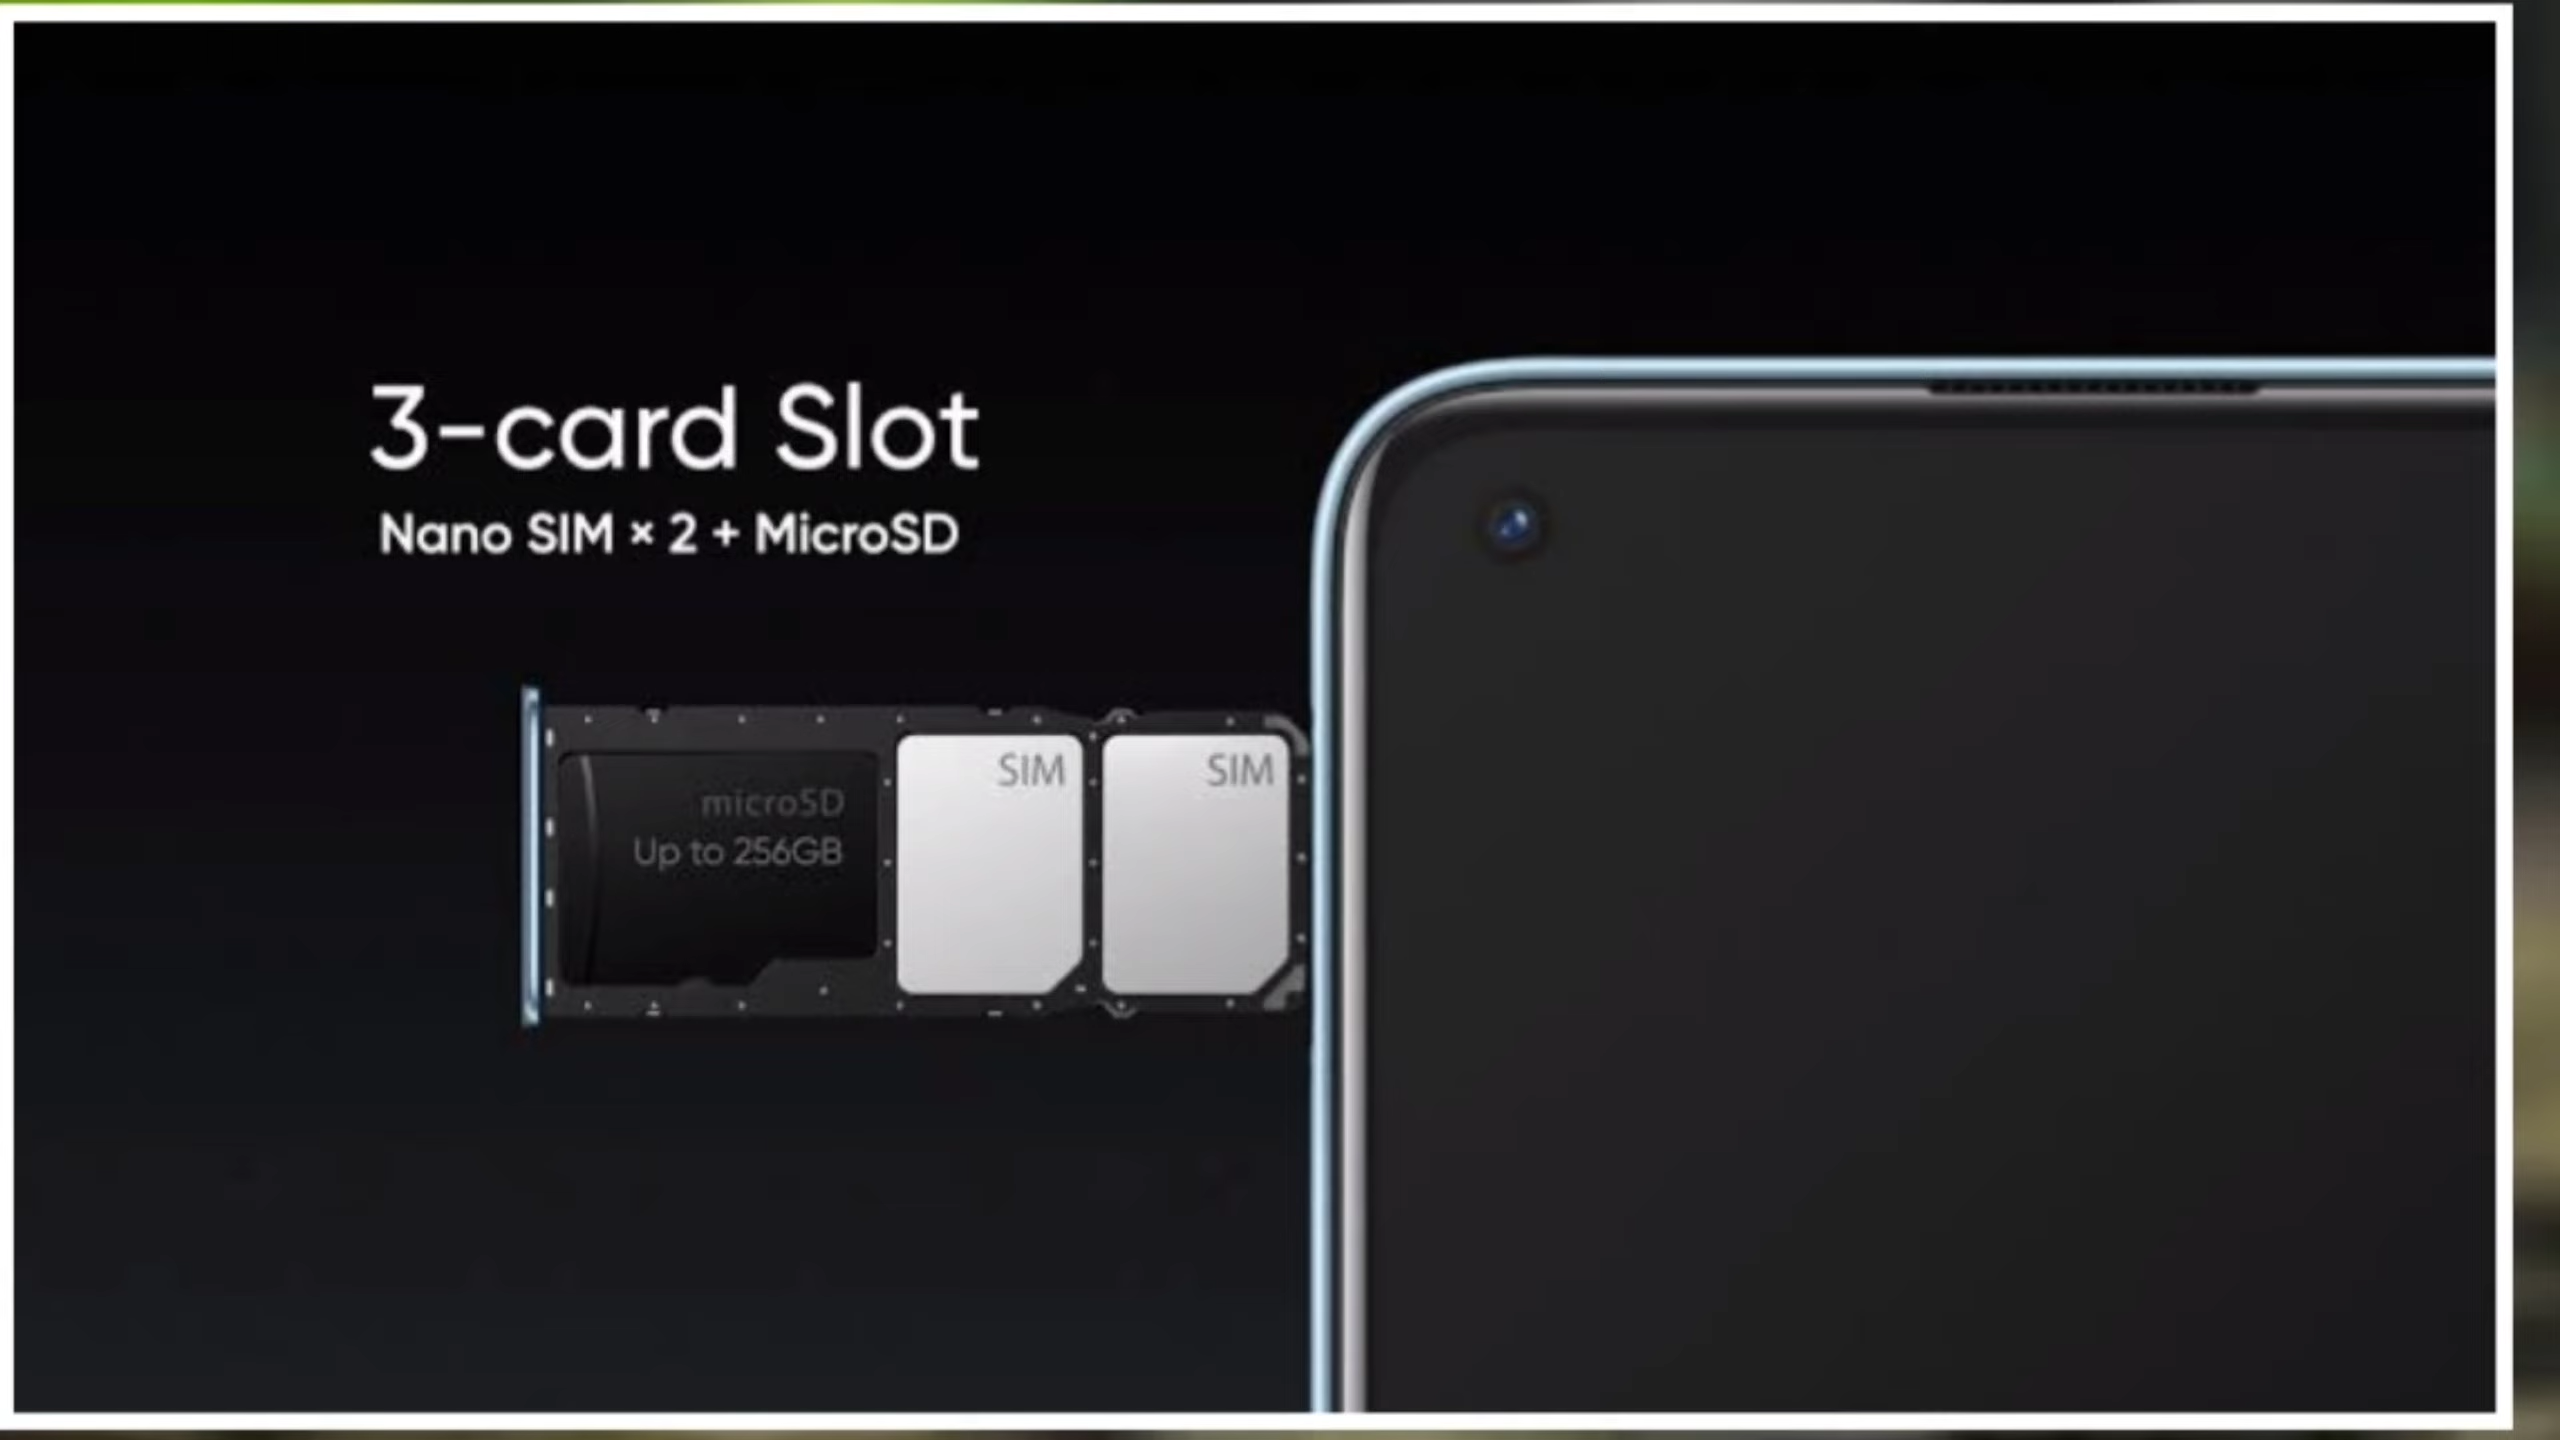 3-card Slot
Nano SIM × 2 + MicroSD
microSD
Up to 256GB
SIM
SIM